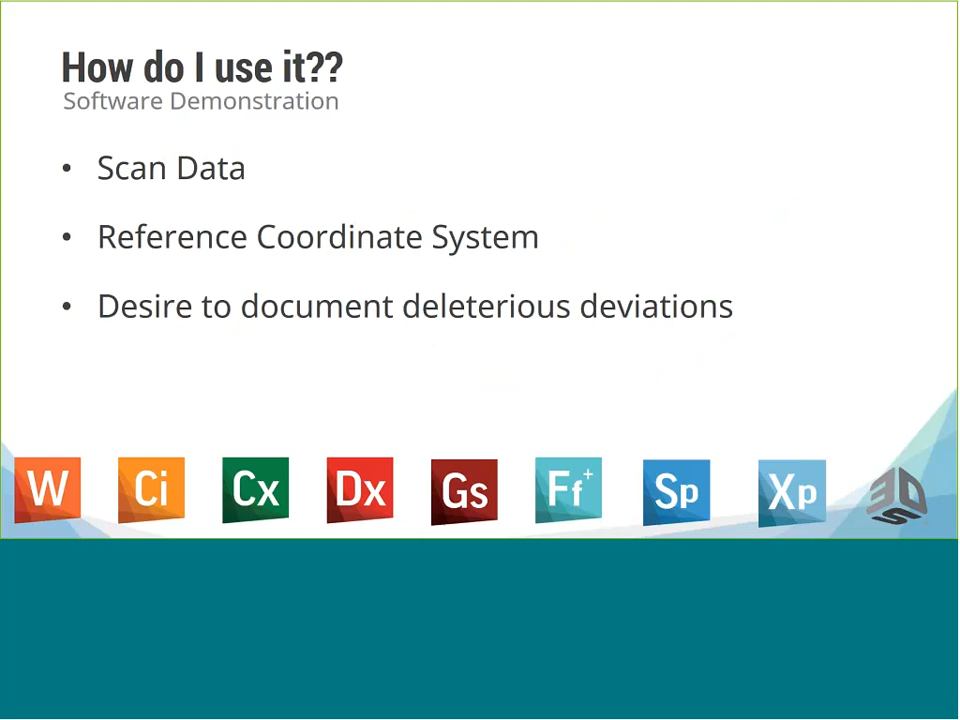 How do I use it??
Software Demonstration
• Scan Data
• Reference Coordinate System
• Desire to document deleterious deviations
W Ci Cx Dx Gs Ff+ Sp Xp 3DS